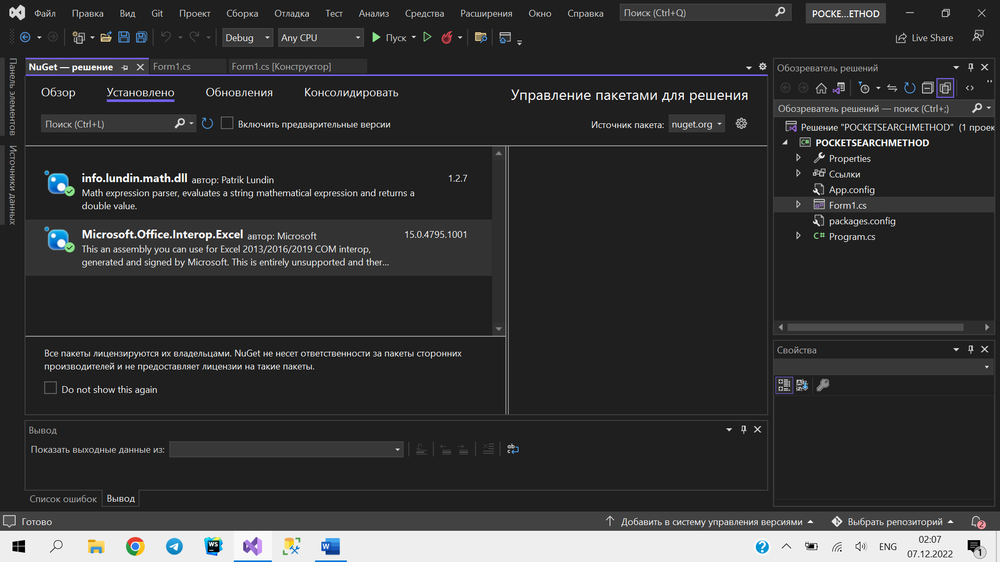 Файл Правка Вид Git Проект Сборка Отладка Тест Анализ Средства Расширения Окно Справка Поиск (Ctrl+Q) POCKE...ETHOD
Debug Any CPU Пуск Live Share
Панель элементов
Источники данных
NuGet — решение Form1.cs Form1.cs [Конструктор]
Обзор Установлено Обновления Консолидировать Управление пакетами для решения
Поиск (Ctrl+L) Включить предварительные версии Источник пакета: nuget.org
info.lundin.math.dll автор: Patrik Lundin 1.2.7
Math expression parser, evaluates a string mathematical expression and returns a
double value.
Microsoft.Office.Interop.Excel автор: Microsoft 15.0.4795.1001
This an assembly you can use for Excel 2013/2016/2019 COM interop,
generated and signed by Microsoft. This is entirely unsupported and ther...
Все пакеты лицензируются их владельцами. NuGet не несет ответственности за пакеты сторонних
производителей и не предоставляет лицензии на такие пакеты.
Do not show this again
Обозреватель решений
Обозреватель решений — поиск (Ctrl+;)
Решение "POCKETSEARCHMETHOD" (1 проек
C# POCKETSEARCHMETHOD
Properties
Ссылки
App.config
Form1.cs
packages.config
C# Program.cs
Свойства
Вывод
Показать выходные данные из:
Список ошибок Вывод
Готово Добавить в систему управления версиями Выбрать репозиторий 2
WS W ENG 02:07
07.12.2022 1